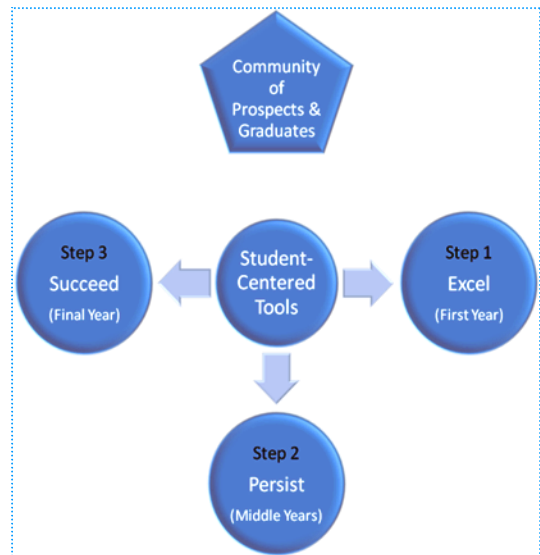 Community
of
Prospects &
Graduates
Step 3
Succeed
(Final Year)
Student-
Centered
Tools
Step 1
Excel
(First Year)
Step 2
Persist
(Middle Years)